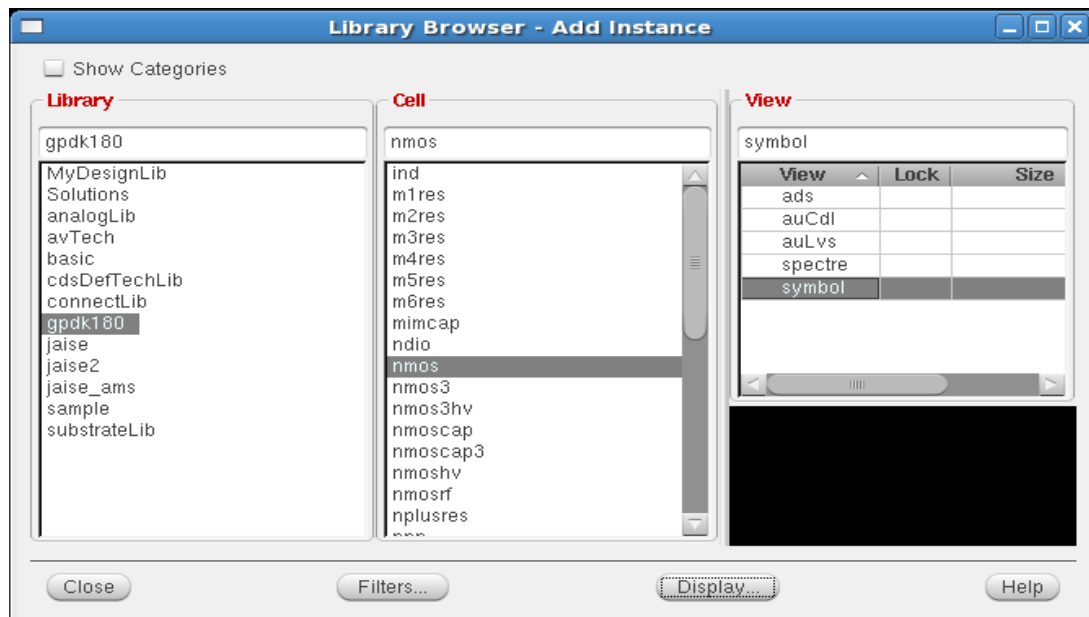 Library Browser - Add Instance
Show Categories
Library
gpdk180
MyDesignLib
Solutions
analogLib
avTech
basic
cdsDefTechLib
connectLib
gpdk180
jaise
jaise2
jaise_ams
sample
substrateLib
Cell
nmos
ind
m1res
m2res
m3res
m4res
m5res
m6res
mimcap
ndio
nmos
nmos3
nmos3hv
nmoscap
nmoscap3
nmoshv
nmosrf
nplusres
View
symbol
View Lock Size
ads
auCdl
auLvs
spectre
symbol
Close Filters... Display... Help